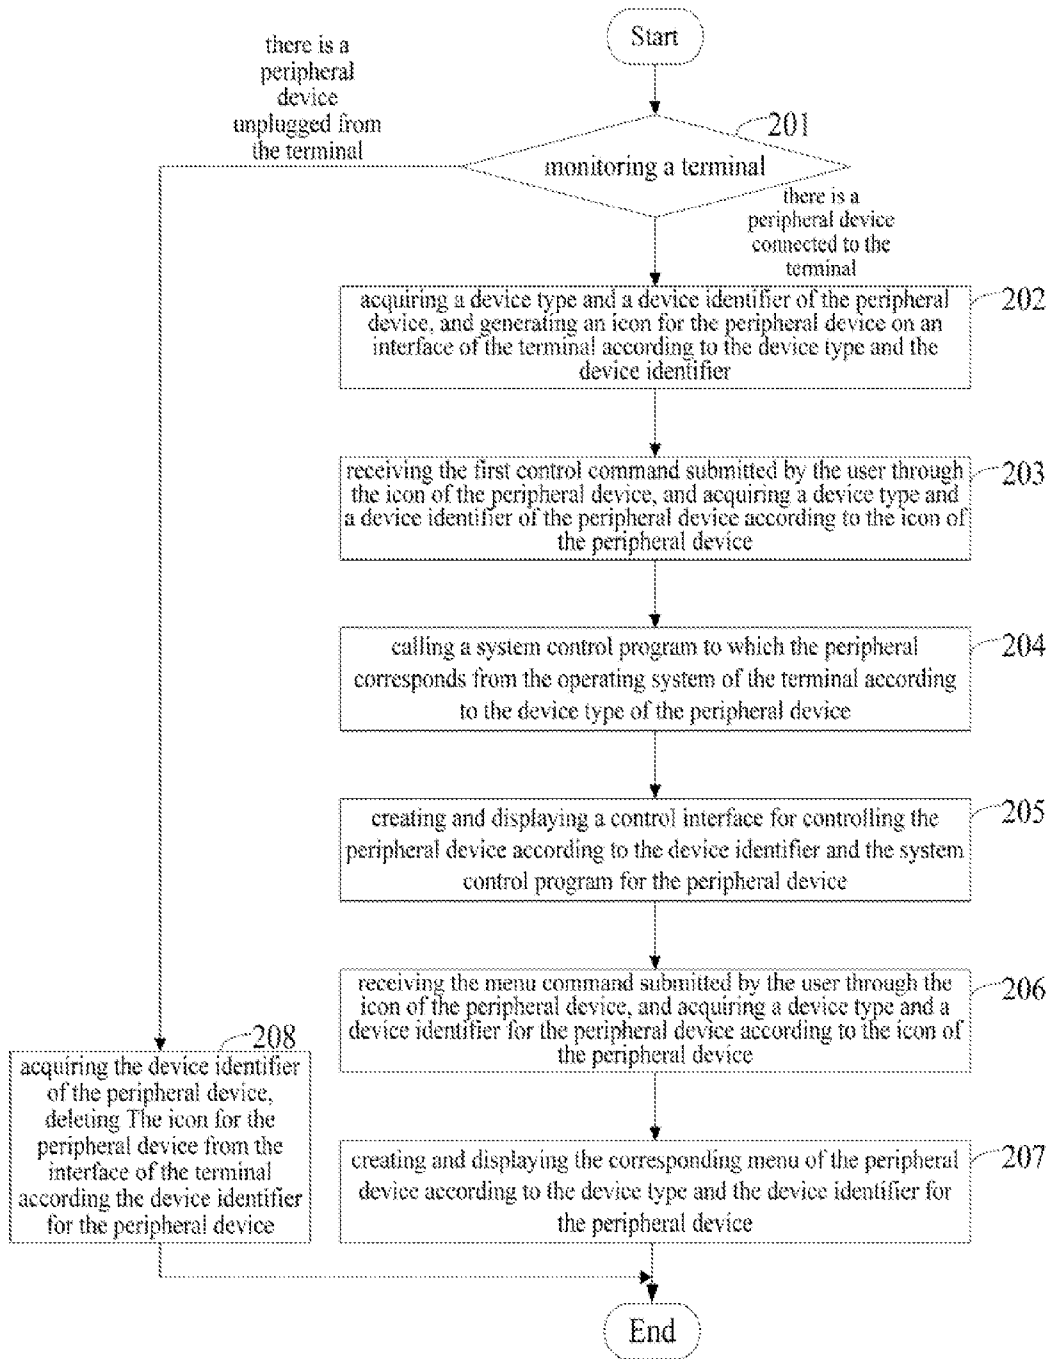 Start
there is a
peripheral
device
unplugged from
the terminal
201
monitoring a terminal
there is a
peripheral device
connected to the
terminal
202
acquiring a device type and a device identifier of the peripheral
device, and generating an icon for the peripheral device on an
interface of the terminal according to the device type and the
device identifier
203
receiving the first control command submitted by the user through
the icon of the peripheral device, and acquiring a device type and
a device identifier of the peripheral device according to the icon of
the peripheral device
204
calling a system control program to which the peripheral
corresponds from the operating system of the terminal according
to the device type of the peripheral device
205
creating and displaying a control interface for controlling the
peripheral device according to the device identifier and the system
control program for the peripheral device
206
receiving the menu command submitted by the user through the
icon of the peripheral device, and acquiring a device type and a
device identifier for the peripheral device according to the icon of
the peripheral device
208
acquiring the device identifier
of the peripheral device,
deleting The icon for the
peripheral device from the
interface of the terminal
according the device identifier
for the peripheral device
207
creating and displaying the corresponding menu of the peripheral
device according to the device type and the device identifier for
the peripheral device
End